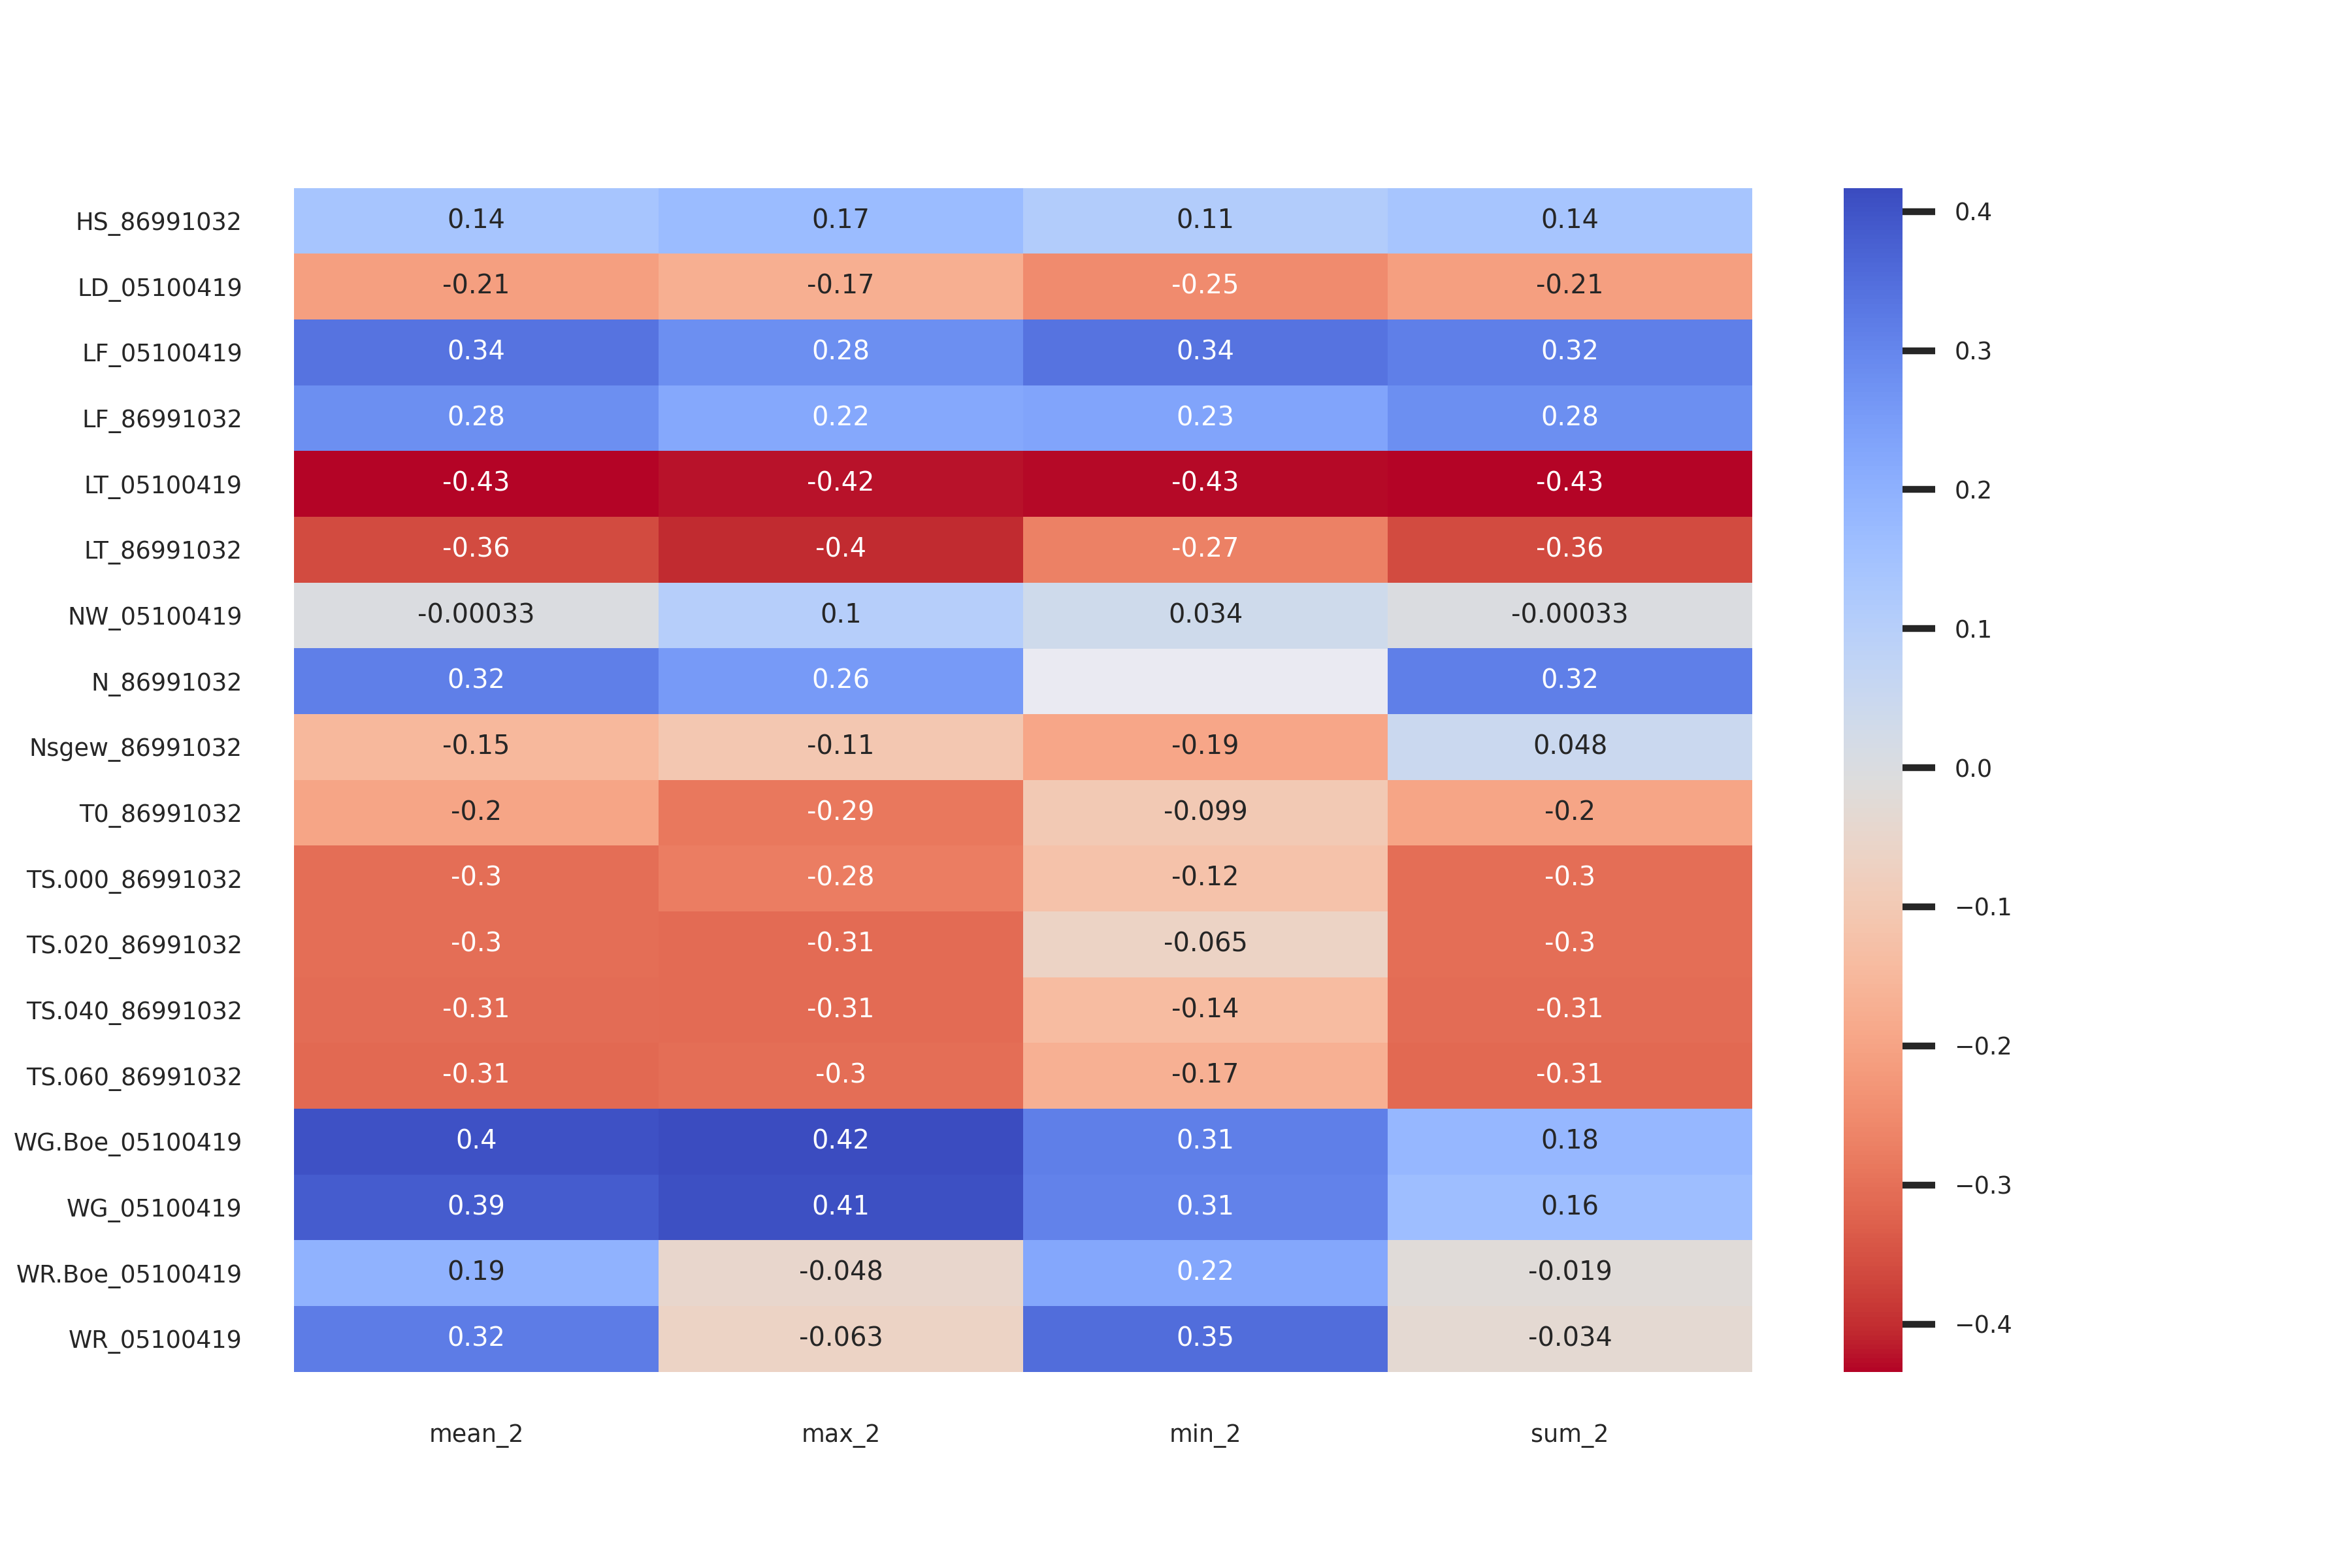 HS_86991032 0.14 0.17 0.11 0.14
LD_05100419 -0.21 -0.17 -0.25 -0.21
LF_05100419 0.34 0.28 0.34 0.32
LF_86991032 0.28 0.22 0.23 0.28
LT_05100419 -0.43 -0.42 -0.43 -0.43
LT_86991032 -0.36 -0.4 -0.27 -0.36
NW_05100419 -0.00033 0.1 0.034 -0.00033
N_86991032 0.32 0.26 0.32
Nsgew_86991032 -0.15 -0.11 -0.19 0.048
T0_86991032 -0.2 -0.29 -0.099 -0.2
TS.000_86991032 -0.3 -0.28 -0.12 -0.3
TS.020_86991032 -0.3 -0.31 -0.065 -0.3
TS.040_86991032 -0.31 -0.31 -0.14 -0.31
TS.060_86991032 -0.31 -0.3 -0.17 -0.31
WG.Boe_05100419 0.4 0.42 0.31 0.18
WG_05100419 0.39 0.41 0.31 0.16
WR.Boe_05100419 0.19 -0.048 0.22 -0.019
WR_05100419 0.32 -0.063 0.35 -0.034
mean_2 max_2 min_2 sum_2
0.4
0.3
0.2
0.1
0.0
−0.1
−0.2
−0.3
−0.4